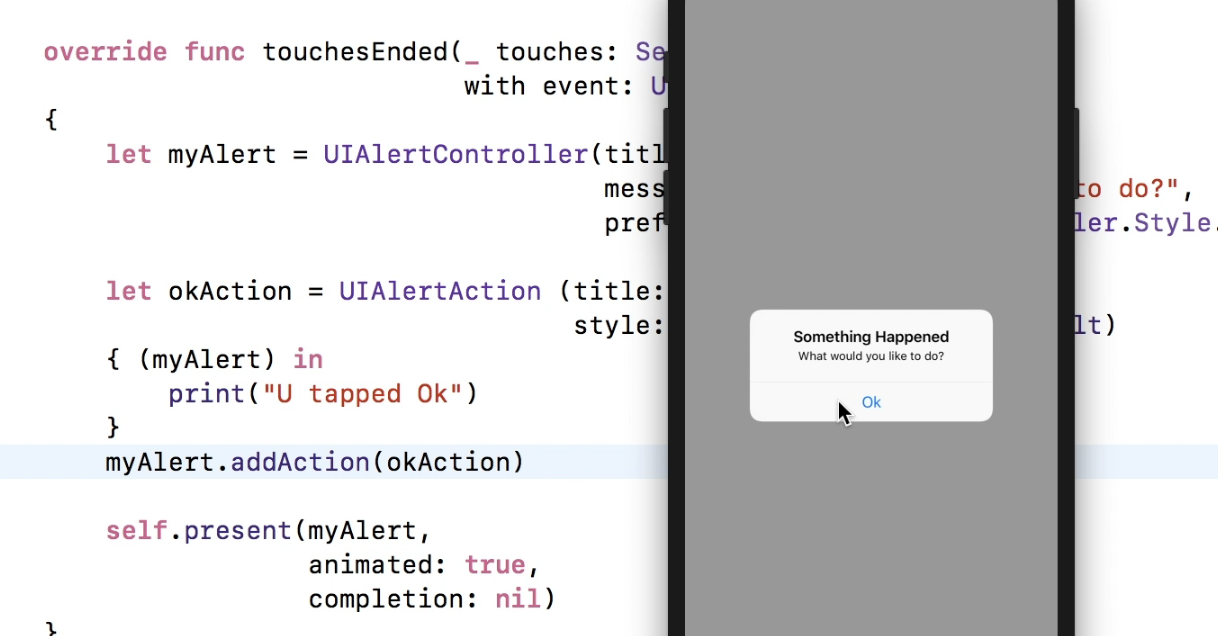 override func touchesEnded(_ touches: Se
with event: U
{
let myAlert = UIAlertController(titl
mess to do?",
pref ler.Style.
let okAction = UIAlertAction (title:
style: lt)
{ (myAlert) in
print("U tapped Ok")
}
myAlert.addAction(okAction)
self.present(myAlert,
animated: true,
completion: nil)
}
Something Happened
What would you like to do?
Ok